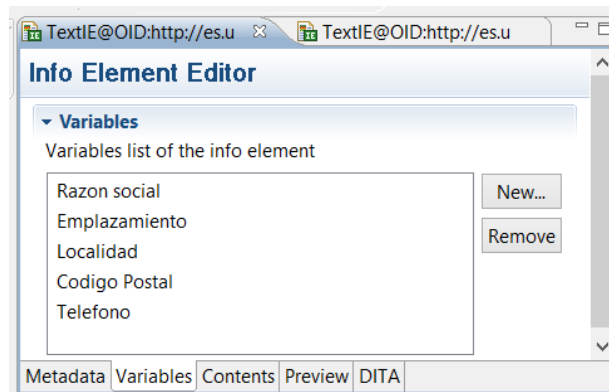 TextIE@OID:http://es.u TextIE@OID:http://es.u
Info Element Editor
Variables
Variables list of the info element
Razon social
New...
Emplazamiento
Remove
Localidad
Codigo Postal
Telefono
Metadata Variables Contents Preview DITA